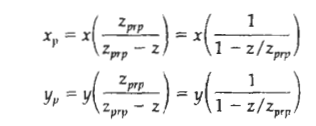 x_p = x( z_prp / (z_prp − z) ) = x( 1 / (1 − z/z_prp) )
y_p = y( z_prp / (z_prp − z) ) = y( 1 / (1 − z/z_prp) )